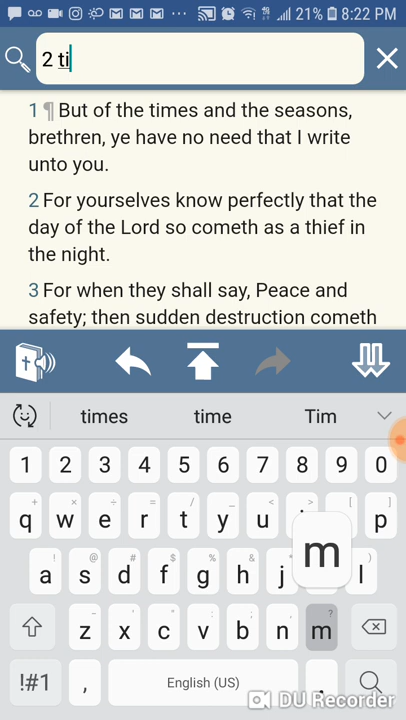 21% 8:22 PM
2 ti
1 ¶ But of the times and the seasons,
brethren, ye have no need that I write
unto you.
2 For yourselves know perfectly that the
day of the Lord so cometh as a thief in
the night.
3 For when they shall say, Peace and
safety; then sudden destruction cometh
times time Tim
1 2 3 4 5 6 7 8 9 0
q w e r t y u p
a s d f g h j l
m
z x c v b n m
!#1 , English (US) .
DU Recorder